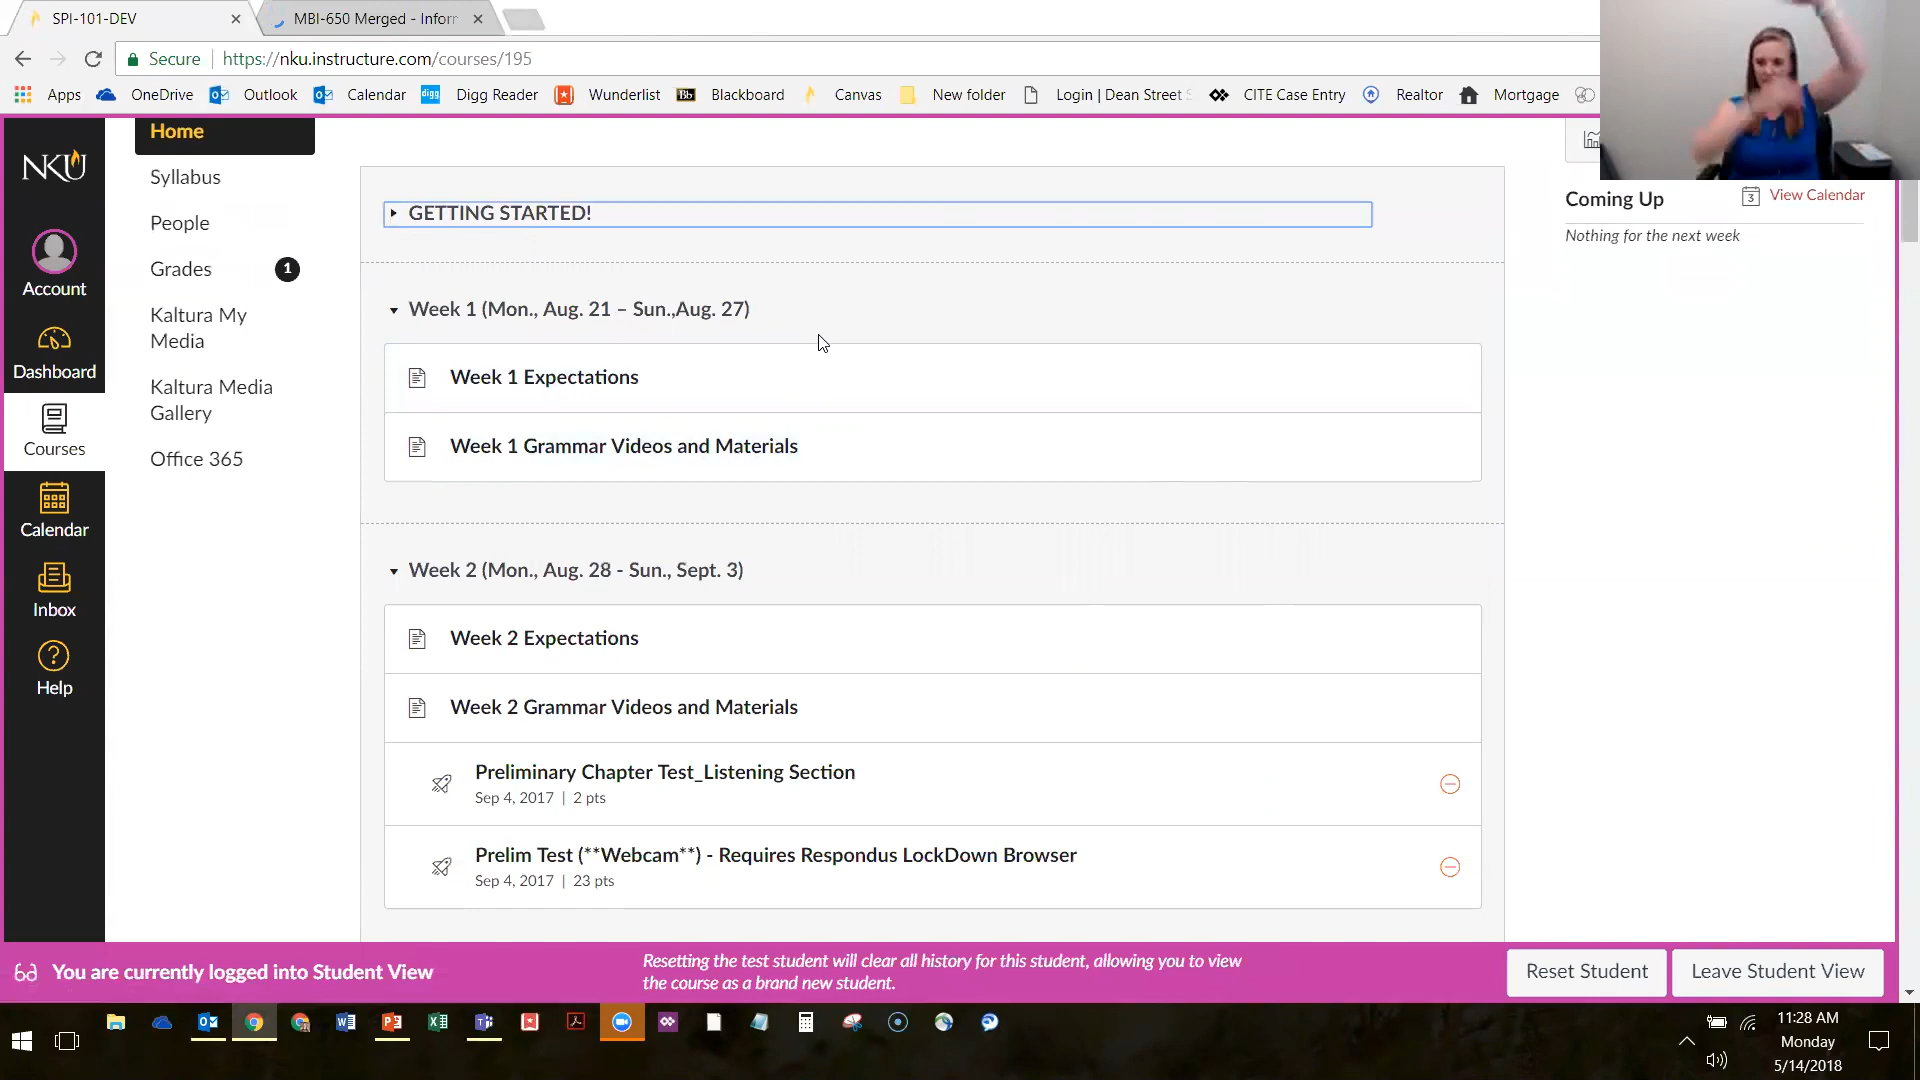 SPI-101-DEV
MBI-650 Merged - Inforr
Secure
https://nku.instructure.com/courses/195
Apps
OneDrive
Outlook
Calendar
digg
Digg Reader
Wunderlist
Bb
Blackboard
Canvas
New folder
Login | Dean Street S
CITE Case Entry
Realtor
Mortgage
NKU
Account
Dashboard
Courses
Calendar
Inbox
Help
Home
Syllabus
People
Grades
1
Kaltura My
Media
Kaltura Media
Gallery
Office 365
GETTING STARTED!
Week 1 (Mon., Aug. 21 – Sun.,Aug. 27)
Week 1 Expectations
Week 1 Grammar Videos and Materials
Week 2 (Mon., Aug. 28 - Sun., Sept. 3)
Week 2 Expectations
Week 2 Grammar Videos and Materials
Preliminary Chapter Test_Listening Section
Sep 4, 2017 | 2 pts
Prelim Test (**Webcam**) - Requires Respondus LockDown Browser
Sep 4, 2017 | 23 pts
Coming Up
3
View Calendar
Nothing for the next week
You are currently logged into Student View
Resetting the test student will clear all history for this student, allowing you to view
the course as a brand new student.
Reset Student
Leave Student View
11:28 AM
Monday
5/14/2018